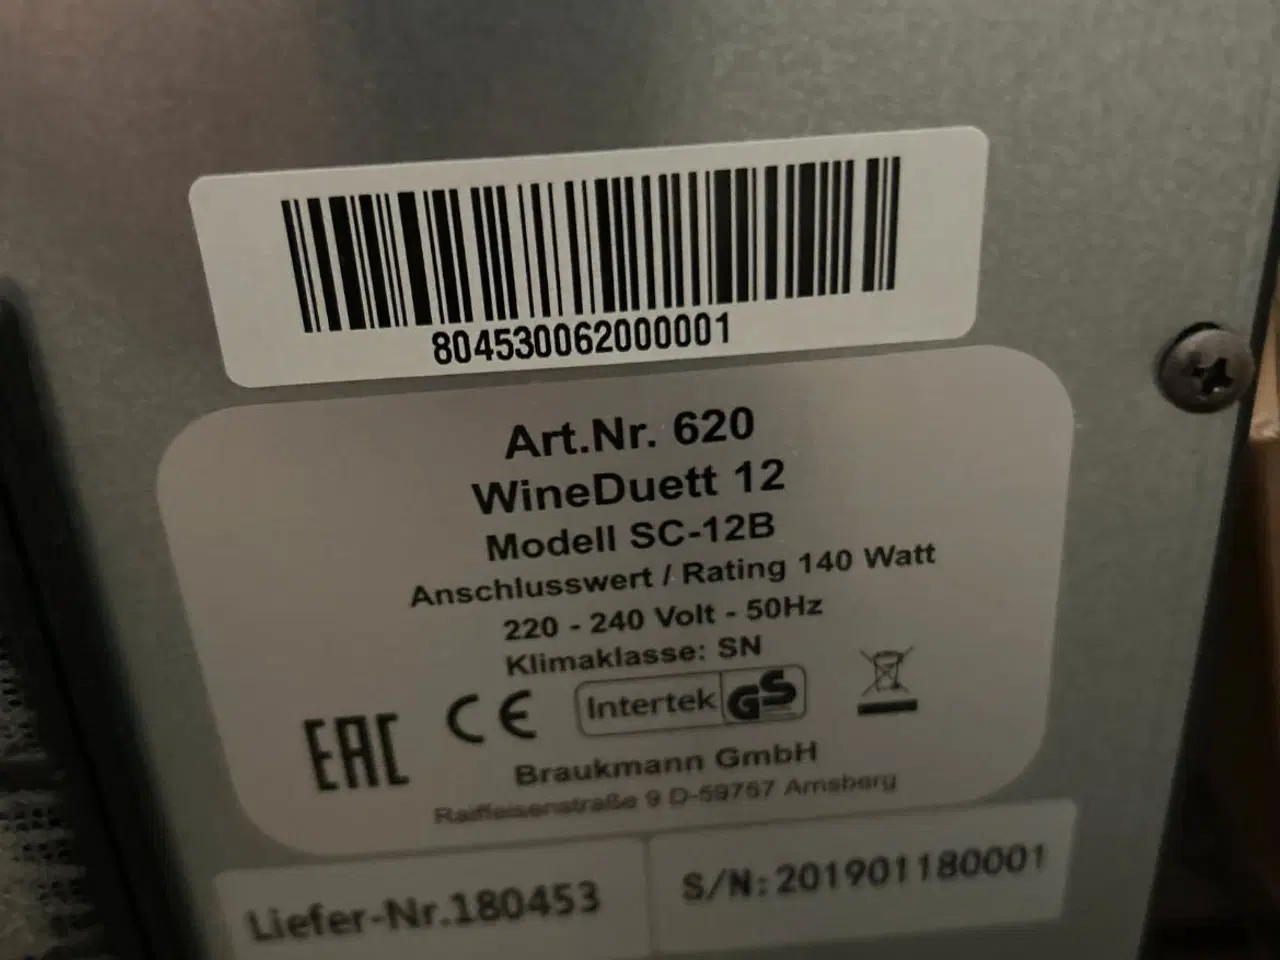 804530062000001
Art.Nr. 620
WineDuett 12
Modell SC-12B
Anschlusswert / Rating 140 Watt
220 - 240 Volt - 50Hz
Klimaklasse: SN
EAC CE Intertek GS
Braukmann GmbH
Raiffeisenstraße 9 D-59757 Arnsberg
Liefer-Nr.180453
S/N:201901180001